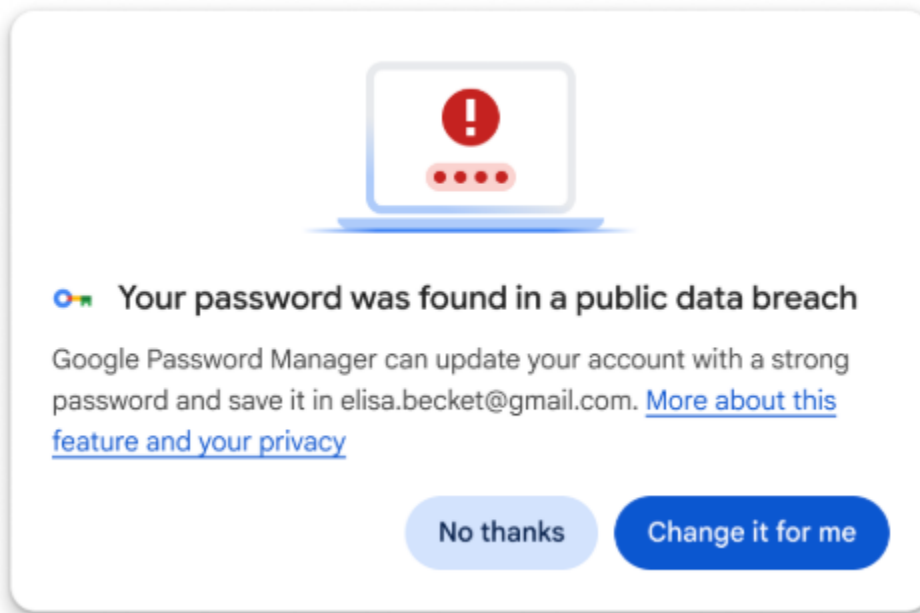 Your password was found in a public data breach
Google Password Manager can update your account with a strong
password and save it in elisa.becket@gmail.com. More about this
feature and your privacy
No thanks
Change it for me